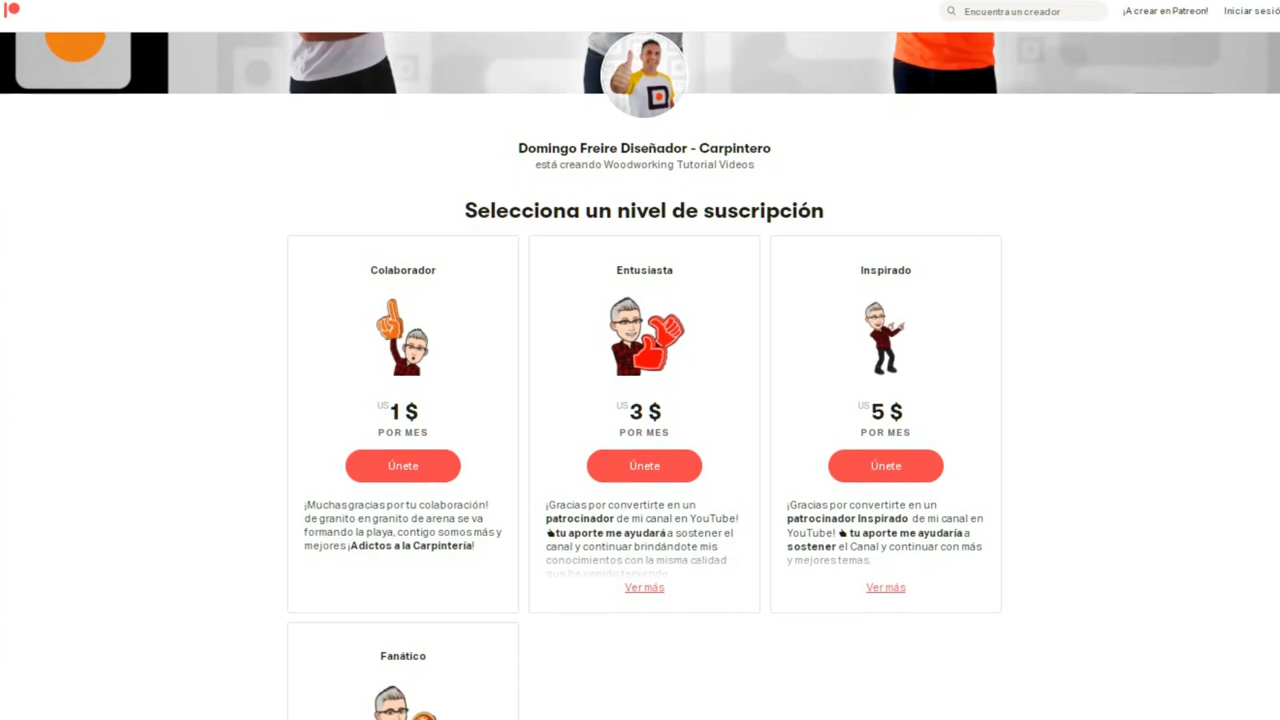 Encuentra un creador
¡A crear en Patreon!
Iniciar sesió
Domingo Freire Diseñador - Carpintero
está creando Woodworking Tutorial Videos
Selecciona un nivel de suscripción
Colaborador
US 1 $
POR MES
Únete
¡Muchas gracias por tu colaboración!
de granito en granito de arena se va
formando la playa, contigo somos más y
mejores ¡Adictos a la Carpintería!
Entusiasta
US 3 $
POR MES
Únete
¡Gracias por convertirte en un
patrocinador de mi canal en YouTube!
tu aporte me ayudará a sostener el
canal y continuar brindándote mis
conocimientos con la misma calidad
que he venido teniendo
Ver más
Inspirado
US 5 $
POR MES
Únete
¡Gracias por convertirte en un
patrocinador Inspirado de mi canal en
YouTube! tu aporte me ayudaría a
sostener el Canal y continuar con más
y mejores temas.
Ver más
Fanático